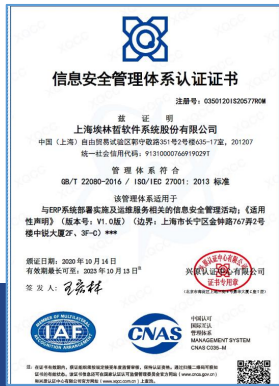 信息安全管理体系认证证书
注册号：03501201S20577R0M
兹 证 明
上海埃林哲软件系统股份有限公司
中国（上海）自由贸易试验区郭守敬路351号2号楼635-17室，201207
统一社会信用代码：91310000766919029T
管 理 体 系 符 合
GB/T 22080-2016 / ISO/IEC 27001: 2013 标准
该管理体系适用于
与ERP系统部署实施及运维服务相关的信息安全管理活动；《适用
性声明》（版本号：V1.0版）（边界：上海市长宁区金钟路767弄2号
楼中锐大厦2F、3F-C）***
颁证日期：2020 年 10 月 14 日
有效期最长可至：2023 年 10 月 13 日
签 发 人：
IAF
CNAS
中国认可
国际互认
管理体系
MANAGEMENT SYSTEM
CNAS C035-M